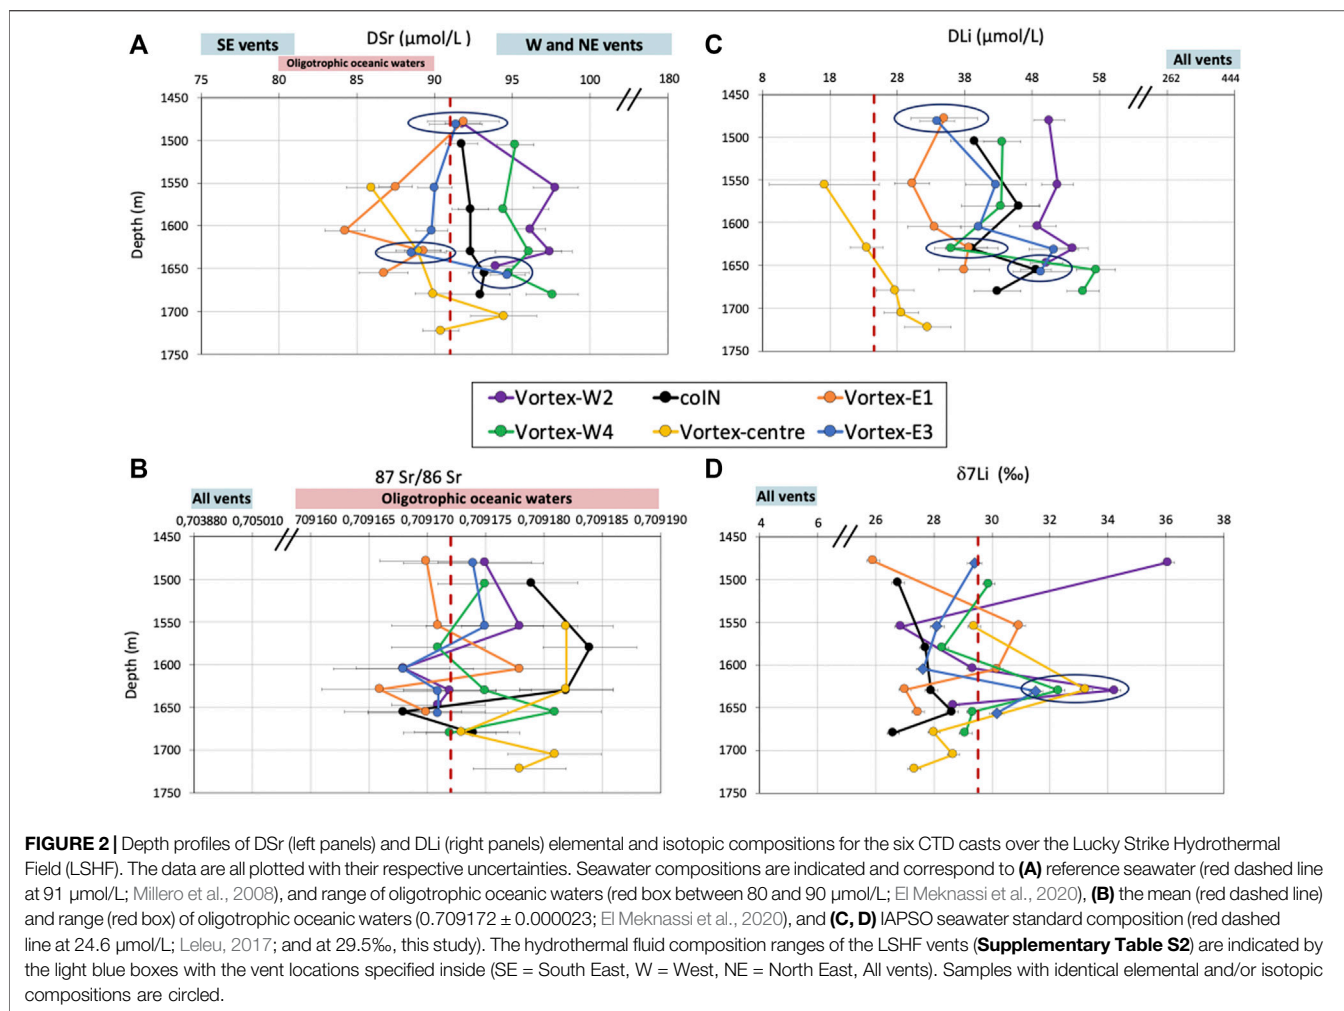 A
DSr (μmol/L )
SE vents
W and NE vents
Oligotrophic oceanic waters
75 80 85 90 95 100 180
1450
1500
1550
1600
1650
1700
1750
Depth (m)
C
DLi (μmol/L)
All vents
8 18 28 38 48 58 262 444
1450
1500
1550
1600
1650
1700
1750
Vortex-W2 coIN Vortex-E1
Vortex-W4 Vortex-centre Vortex-E3
B
87 Sr/86 Sr
All vents
Oligotrophic oceanic waters
0,703880 0,705010 709160 0,709165 0,709170 0,709175 0,709180 0,709185 0,709190
1450
1500
1550
1600
1650
1700
1750
Depth (m)
D
δ7Li (‰)
All vents
4 6 26 28 30 32 34 36 38
1450
1500
1550
1600
1650
1700
1750
FIGURE 2 | Depth profiles of DSr (left panels) and DLi (right panels) elemental and isotopic compositions for the six CTD casts over the Lucky Strike Hydrothermal
Field (LSHF). The data are all plotted with their respective uncertainties. Seawater compositions are indicated and correspond to (A) reference seawater (red dashed line
at 91 μmol/L; Millero et al., 2008), and range of oligotrophic oceanic waters (red box between 80 and 90 μmol/L; El Meknassi et al., 2020), (B) the mean (red dashed line)
and range (red box) of oligotrophic oceanic waters (0.709172 ± 0.000023; El Meknassi et al., 2020), and (C, D) IAPSO seawater standard composition (red dashed
line at 24.6 μmol/L; Leleu, 2017; and at 29.5‰, this study). The hydrothermal fluid composition ranges of the LSHF vents (Supplementary Table S2) are indicated by
the light blue boxes with the vent locations specified inside (SE = South East, W = West, NE = North East, All vents). Samples with identical elemental and/or isotopic
compositions are circled.